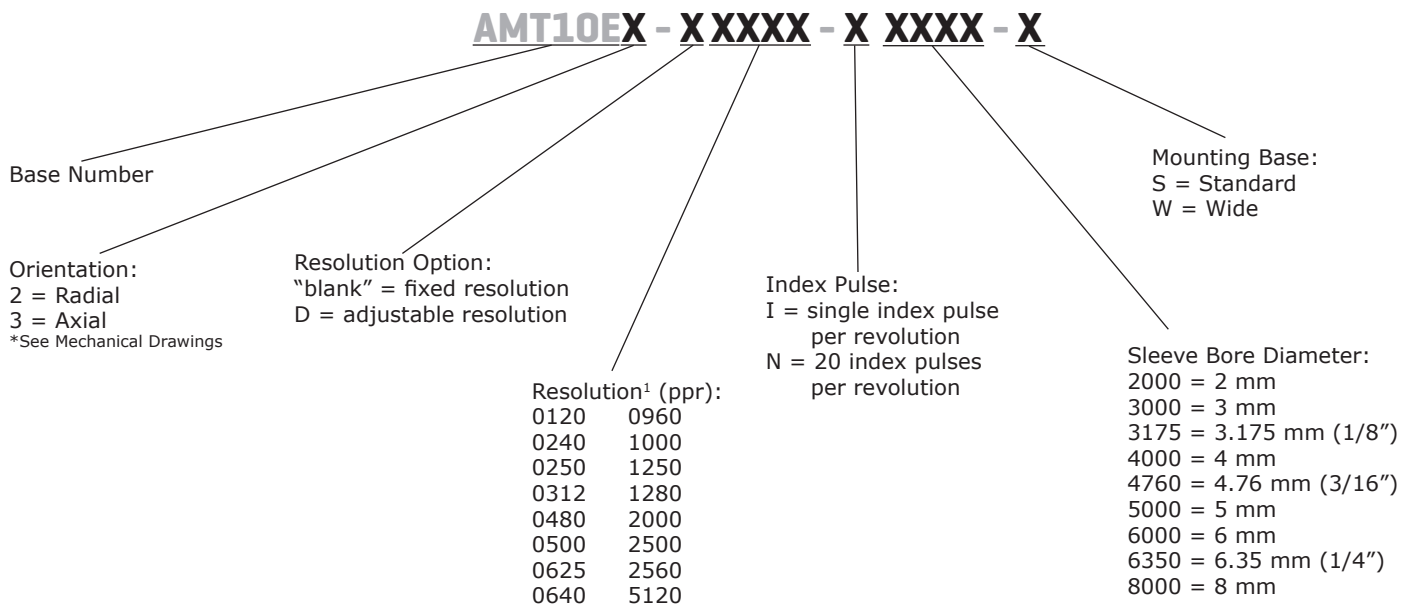 AMT10EX - X XXXX - X XXXX - X
Base Number
Orientation:
2 = Radial
3 = Axial
*See Mechanical Drawings
Resolution Option:
“blank” = fixed resolution
D = adjustable resolution
Resolution¹ (ppr):
0120 0960
0240 1000
0250 1250
0312 1280
0480 2000
0500 2500
0625 2560
0640 5120
Index Pulse:
I = single index pulse
per revolution
N = 20 index pulses
per revolution
Sleeve Bore Diameter:
2000 = 2 mm
3000 = 3 mm
3175 = 3.175 mm (1/8”)
4000 = 4 mm
4760 = 4.76 mm (3/16”)
5000 = 5 mm
6000 = 6 mm
6350 = 6.35 mm (1/4”)
8000 = 8 mm
Mounting Base:
S = Standard
W = Wide